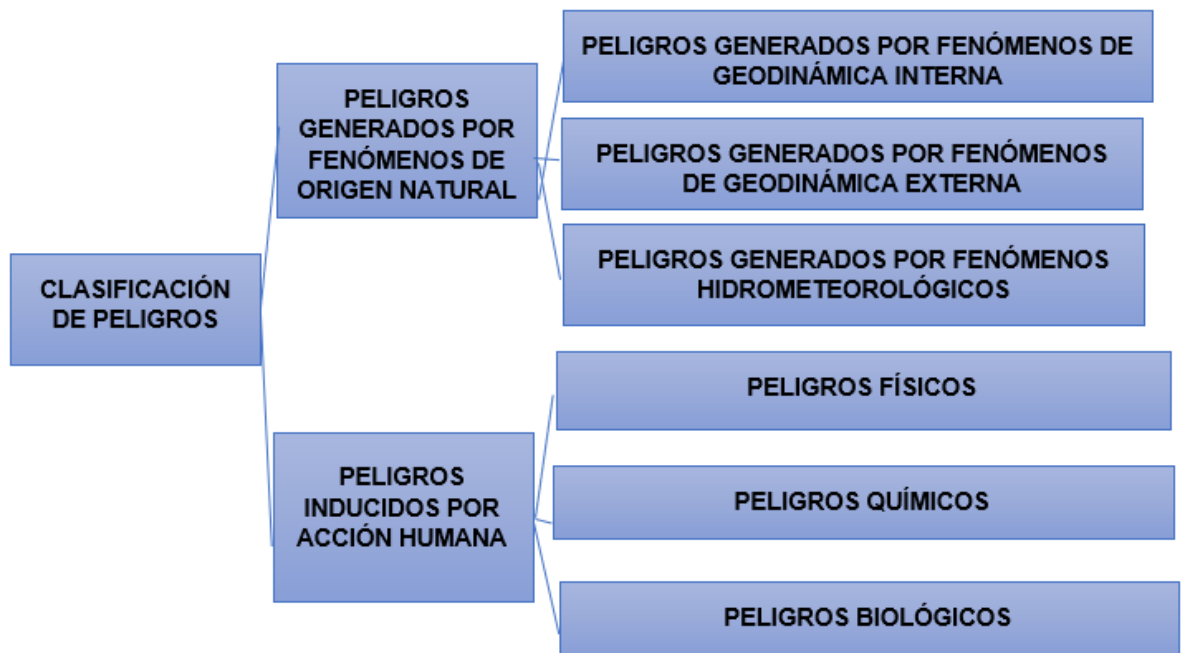 CLASIFICACIÓN
DE PELIGROS
PELIGROS
GENERADOS POR
FENÓMENOS DE
ORIGEN NATURAL
PELIGROS GENERADOS POR FENÓMENOS DE
GEODINÁMICA INTERNA
PELIGROS GENERADOS POR FENÓMENOS
DE GEODINÁMICA EXTERNA
PELIGROS GENERADOS POR FENÓMENOS
HIDROMETEOROLÓGICOS
PELIGROS
INDUCIDOS POR
ACCIÓN HUMANA
PELIGROS FÍSICOS
PELIGROS QUÍMICOS
PELIGROS BIOLÓGICOS